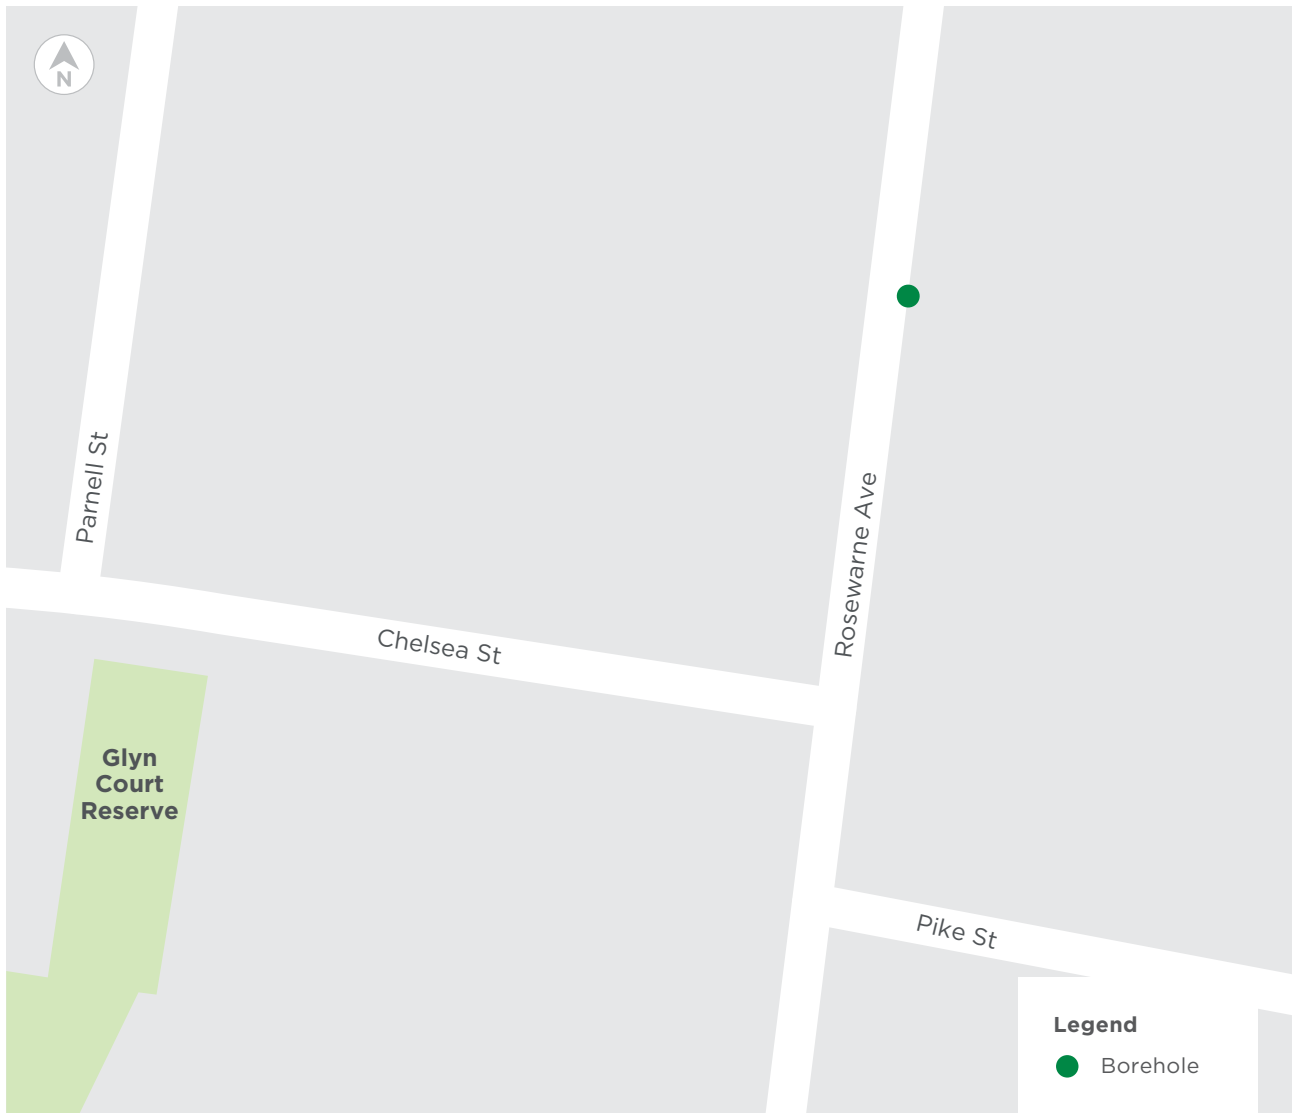 N
Parnell St
Rosewarne Ave
Chelsea St
Glyn
Court
Reserve
Pike St
Legend
Borehole